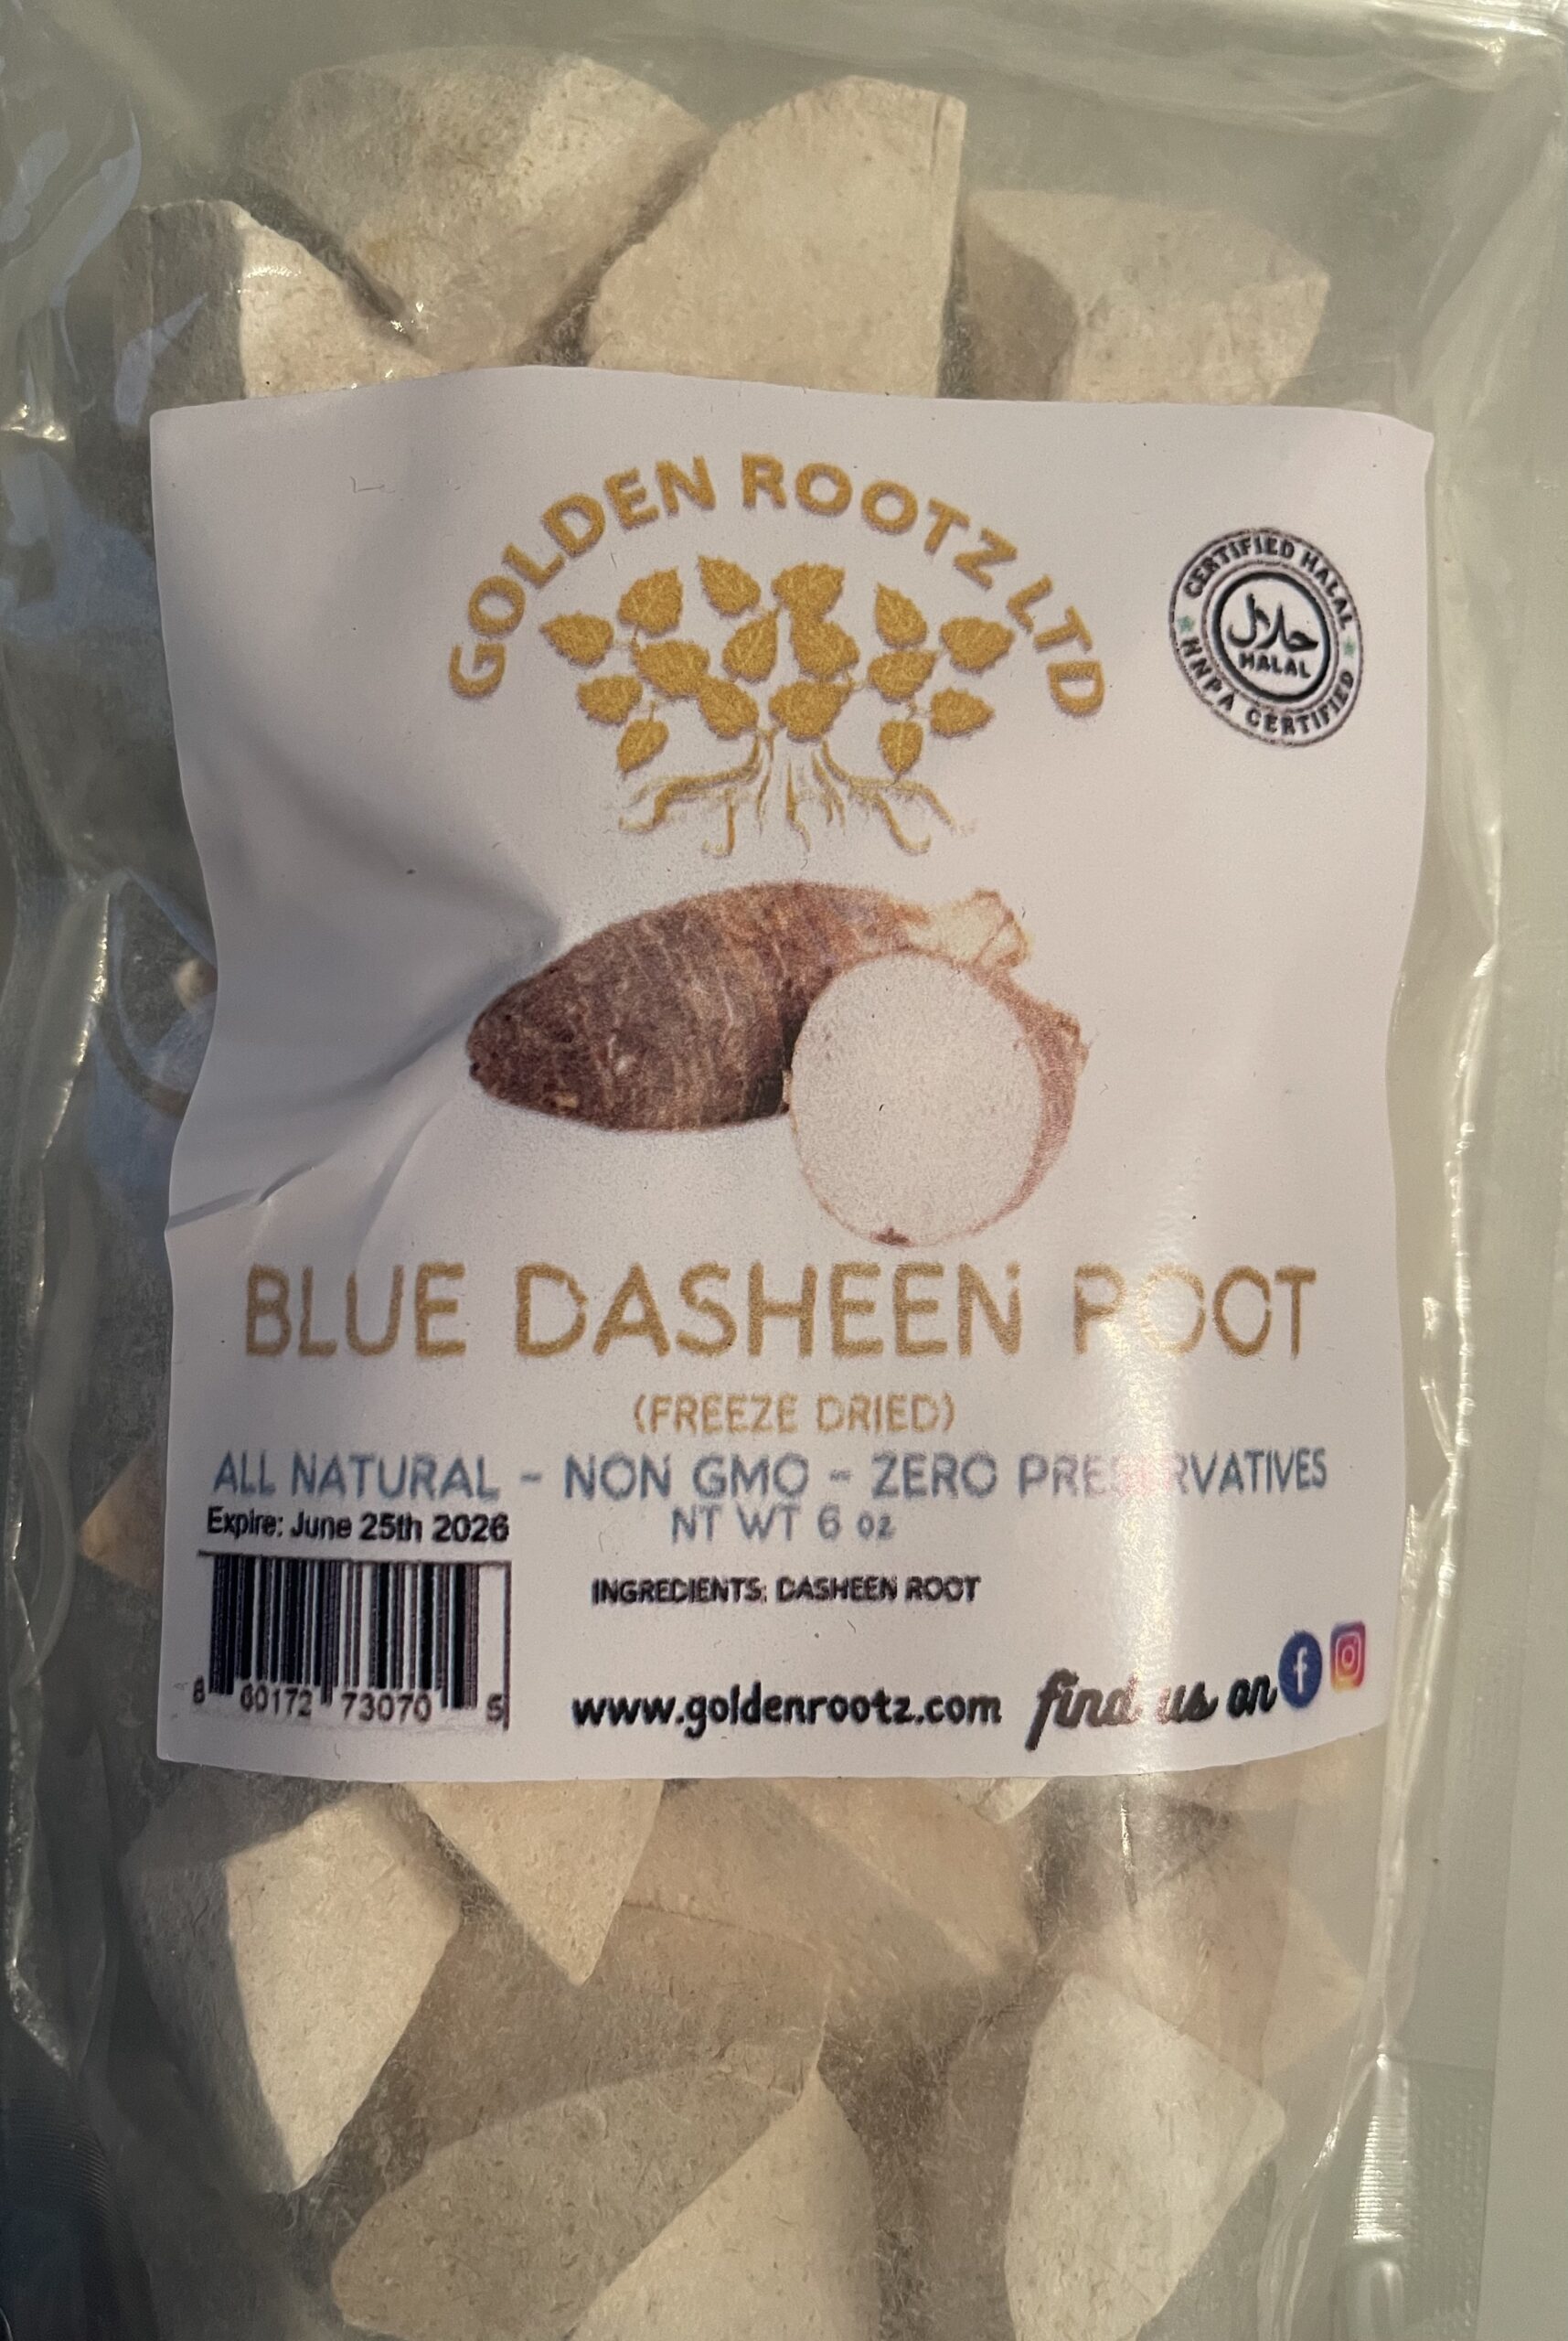 GOLDEN ROOTZ LTD
CERTIFIED HALAL
حلال
HALAL
HNPA CERTIFIED
BLUE DASHEEN ROOT
(FREEZE DRIED)
ALL NATURAL - NON GMO - ZERO PRESERVATIVES
Expire: June 25th 2026
NT WT 6 oz
INGREDIENTS: DASHEEN ROOT
8 60172 73070 5
www.goldenrootz.com
find us on